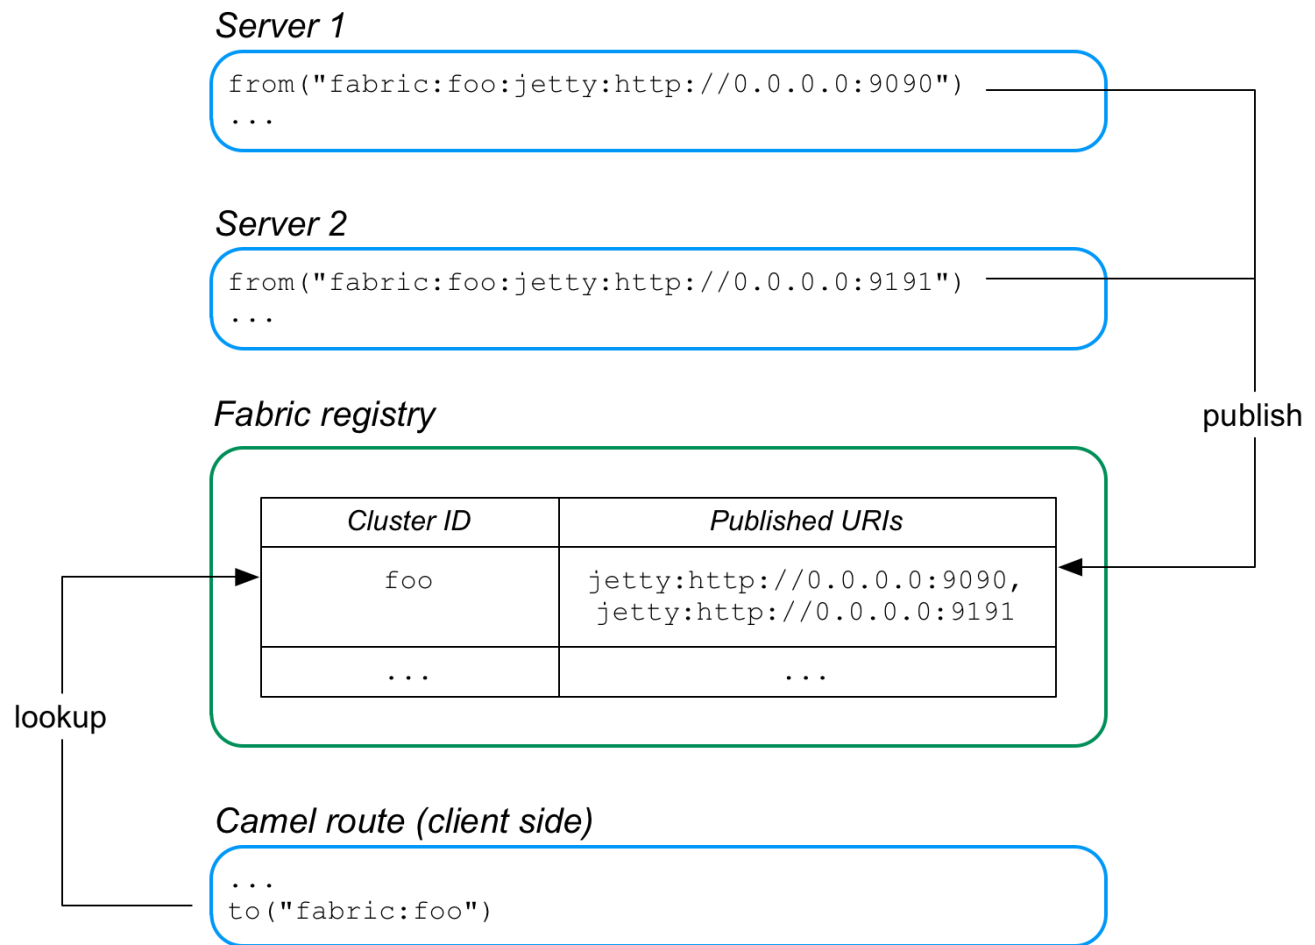 Server 1
from("fabric:foo:jetty:http://0.0.0.0:9090")
...
Server 2
from("fabric:foo:jetty:http://0.0.0.0:9191")
...
publish
Fabric registry
Cluster ID Published URIs
foo jetty:http://0.0.0.0:9090,
jetty:http://0.0.0.0:9191
... ...
lookup
Camel route (client side)
...
to("fabric:foo")